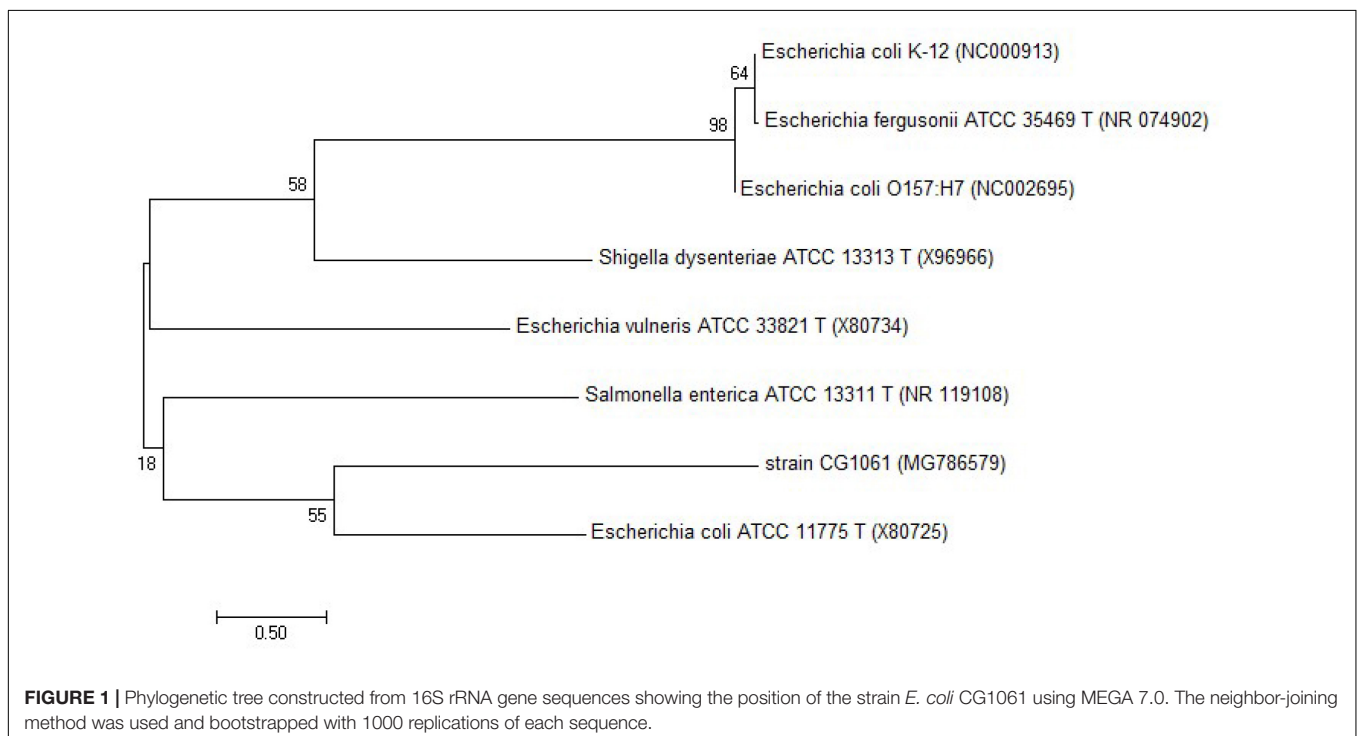 Escherichia coli K-12 (NC000913)
64
Escherichia fergusonii ATCC 35469 T (NR 074902)
98
Escherichia coli O157:H7 (NC002695)
58
Shigella dysenteriae ATCC 13313 T (X96966)
Escherichia vulneris ATCC 33821 T (X80734)
Salmonella enterica ATCC 13311 T (NR 119108)
18
strain CG1061 (MG786579)
55
Escherichia coli ATCC 11775 T (X80725)
0.50
FIGURE 1 | Phylogenetic tree constructed from 16S rRNA gene sequences showing the position of the strain E. coli CG1061 using MEGA 7.0. The neighbor-joining
method was used and bootstrapped with 1000 replications of each sequence.